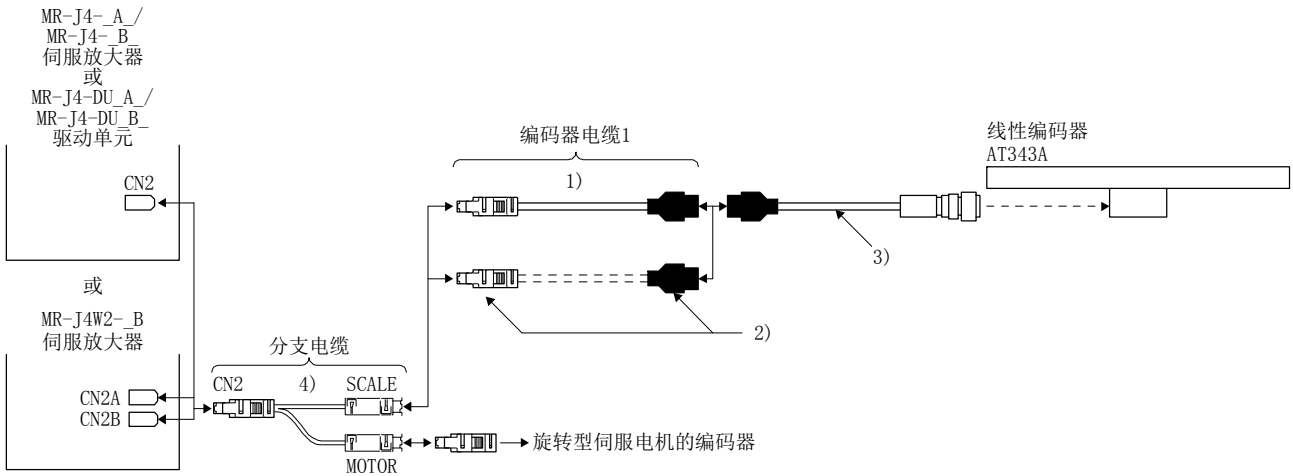 MR-J4-_A_/
MR-J4-_B_
伺服放大器
或
MR-J4-DU_A_/
MR-J4-DU_B_
驱动单元
CN2
编码器电缆1
1)
线性编码器
AT343A
3)
2)
或
MR-J4W2-_B
伺服放大器
CN2A
CN2B
分支电缆
CN2
4)
SCALE
MOTOR
旋转型伺服电机的编码器